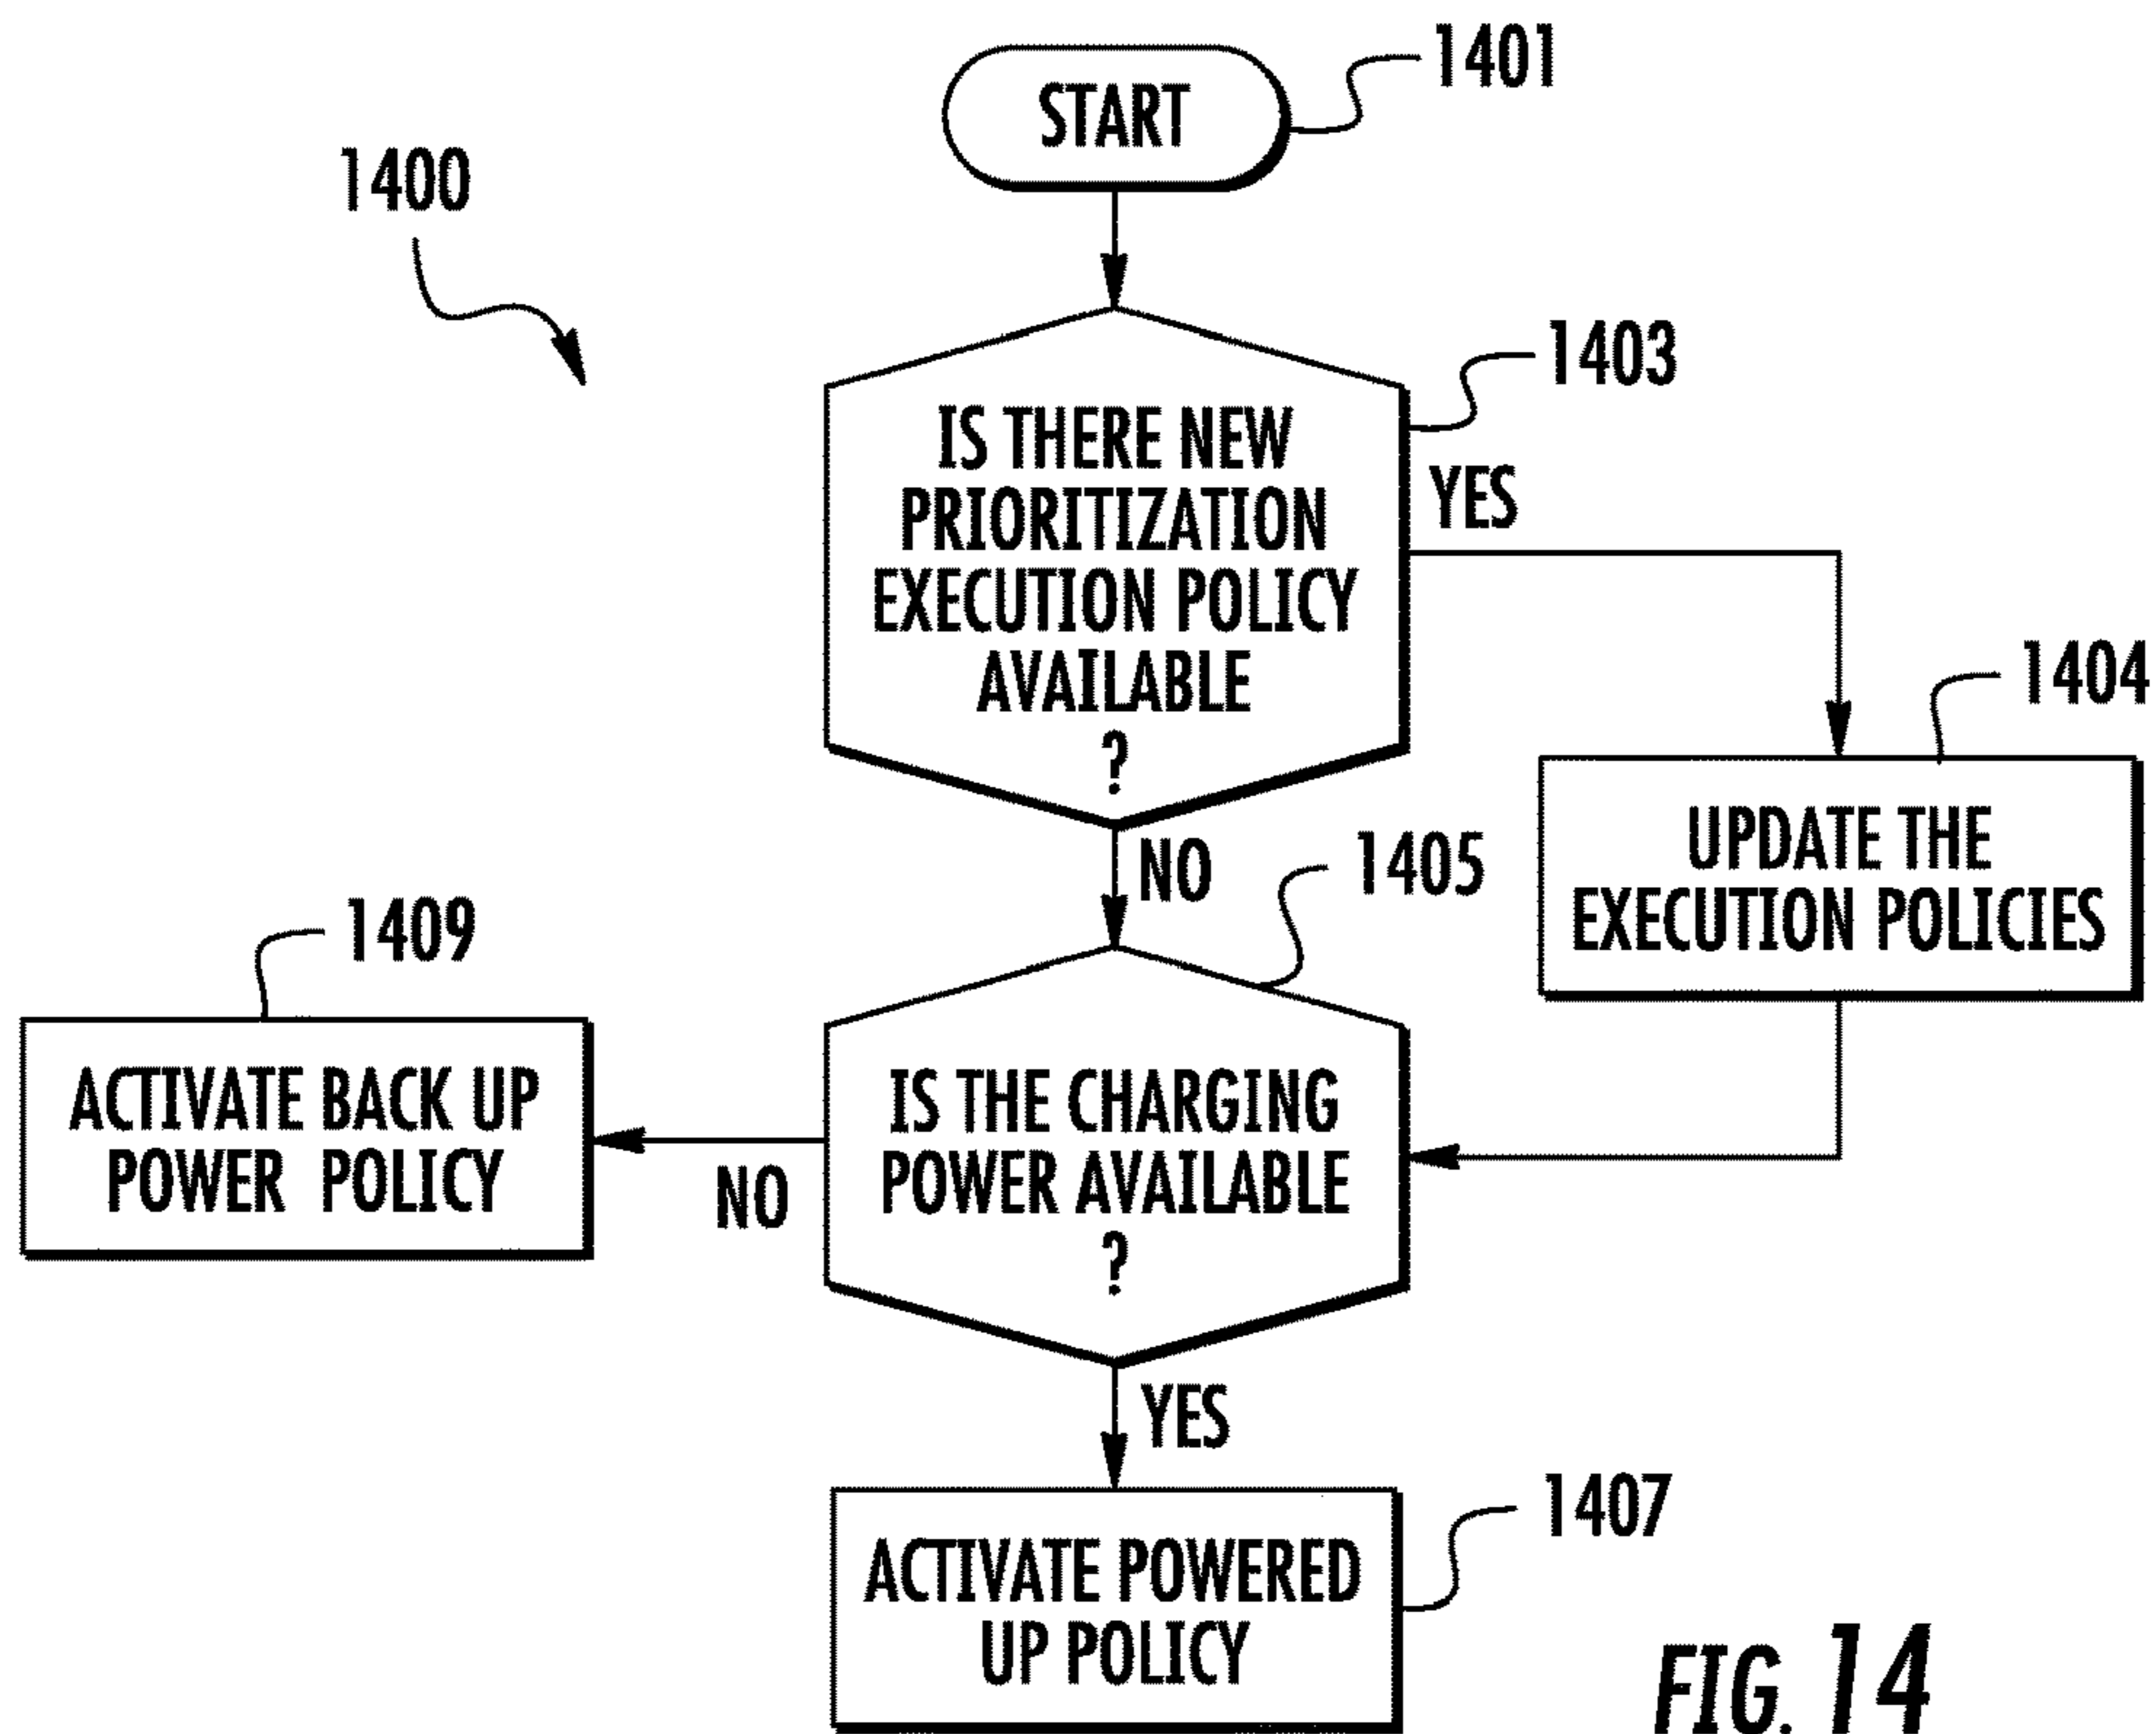 1401
START
1400
1403
IS THERE NEW
PRIORITIZATION
EXECUTION POLICY
AVAILABLE
?
YES
1404
UPDATE THE
EXECUTION POLICIES
NO
1405
1409
ACTIVATE BACK UP
POWER POLICY
IS THE CHARGING
POWER AVAILABLE
?
NO
YES
1407
ACTIVATE POWERED
UP POLICY
FIG. 14